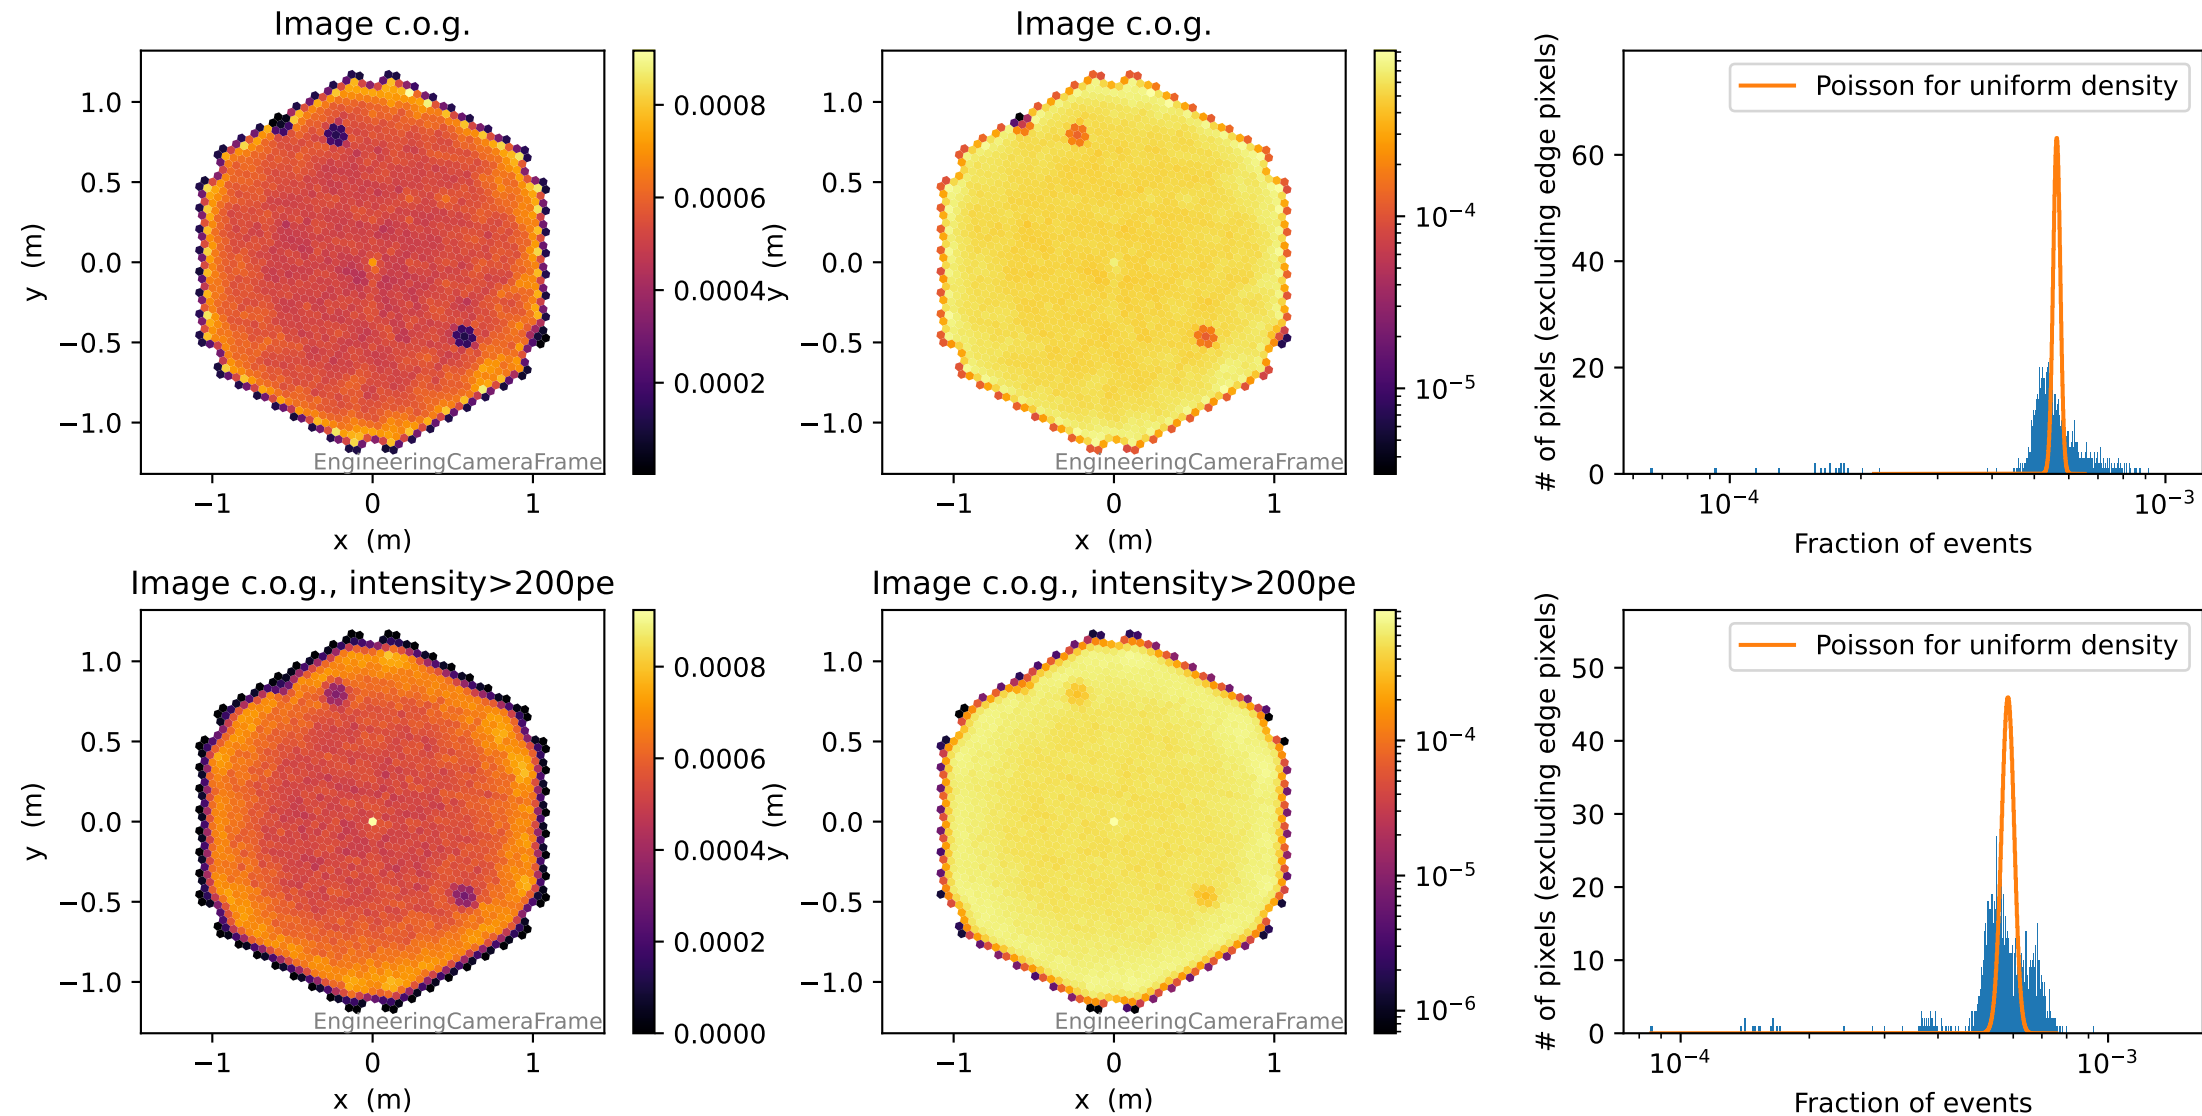 Image c.o.g.
1.0
0.5
0.0
−0.5
−1.0
y (m)
−1
0
1
x (m)
EngineeringCameraFrame
0.0008
0.0006
0.0004
0.0002
Image c.o.g.
1.0
0.5
0.0
−0.5
−1.0
y (m)
−1
0
1
x (m)
EngineeringCameraFrame
10⁻⁴
10⁻⁵
Poisson for uniform density
# of pixels (excluding edge pixels)
60
40
20
0
10⁻⁴
10⁻³
Fraction of events
Image c.o.g., intensity>200pe
1.0
0.5
0.0
−0.5
−1.0
y (m)
−1
0
1
x (m)
EngineeringCameraFrame
0.0008
0.0006
0.0004
0.0002
0.0000
Image c.o.g., intensity>200pe
1.0
0.5
0.0
−0.5
−1.0
y (m)
−1
0
1
x (m)
EngineeringCameraFrame
10⁻⁴
10⁻⁵
10⁻⁶
Poisson for uniform density
# of pixels (excluding edge pixels)
50
40
30
20
10
0
10⁻⁴
10⁻³
Fraction of events